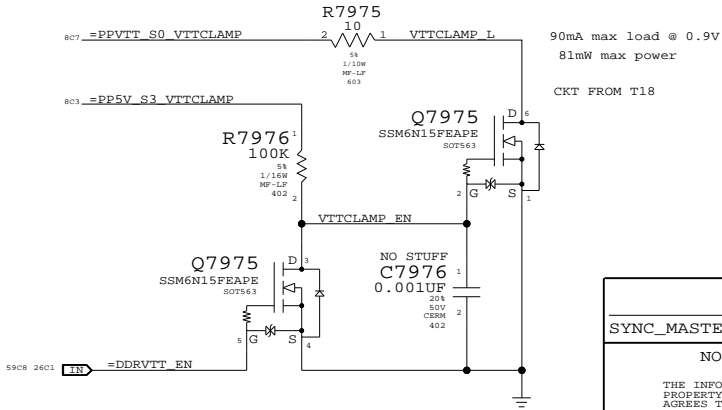 R7975
8C7 =PPVTT_S0_VTTCLAMP 2 10 1 VTTCLAMP_L
5%
1/10W
MF-LF
603
90mA max load @ 0.9V
81mW max power
CKT FROM T18
8C3 =PP5V_S3_VTTCLAMP
R7976 1
100K
5%
1/16W
MF-LF
402 2
Q7975 D 6
SSM6N15FEAPE
SOT563
2 G S 1
VTTCLAMP_EN
Q7975 D 3
SSM6N15FEAPE
SOT563
5 G S 4
NO STUFF
C7976 1
0.001UF
20%
50V
CERM
402 2
59C8 26C1 IN =DDRVTT_EN
SYNC_MASTE
NO
THE INFO
PROPERTY
AGREES T